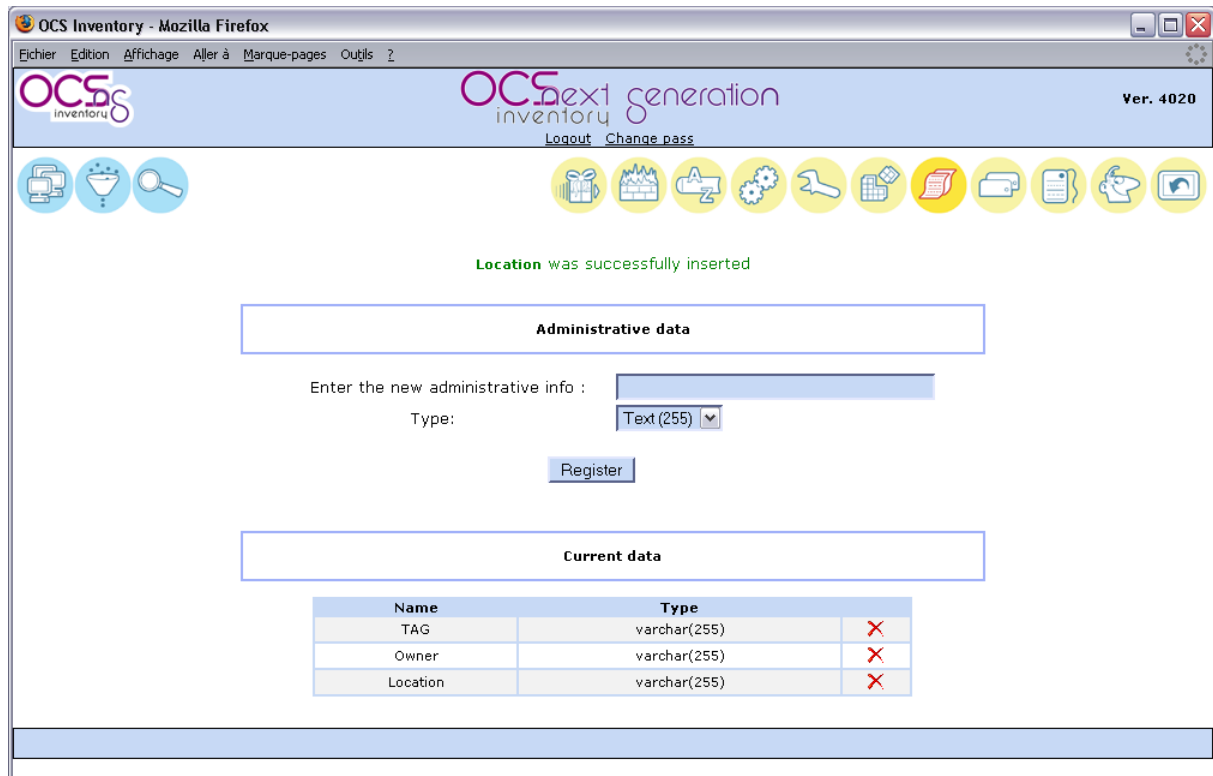 OCS Inventory - Mozilla Firefox
Fichier Edition Affichage Aller à Marque-pages Outils ?
OCSng inventory
OCS inventory next generation
Ver. 4020
Logout Change pass
A Z
Location was successfully inserted
Administrative data
Enter the new administrative info :
Type: Text (255)
Register
Current data
Name Type
TAG varchar(255)
Owner varchar(255)
Location varchar(255)